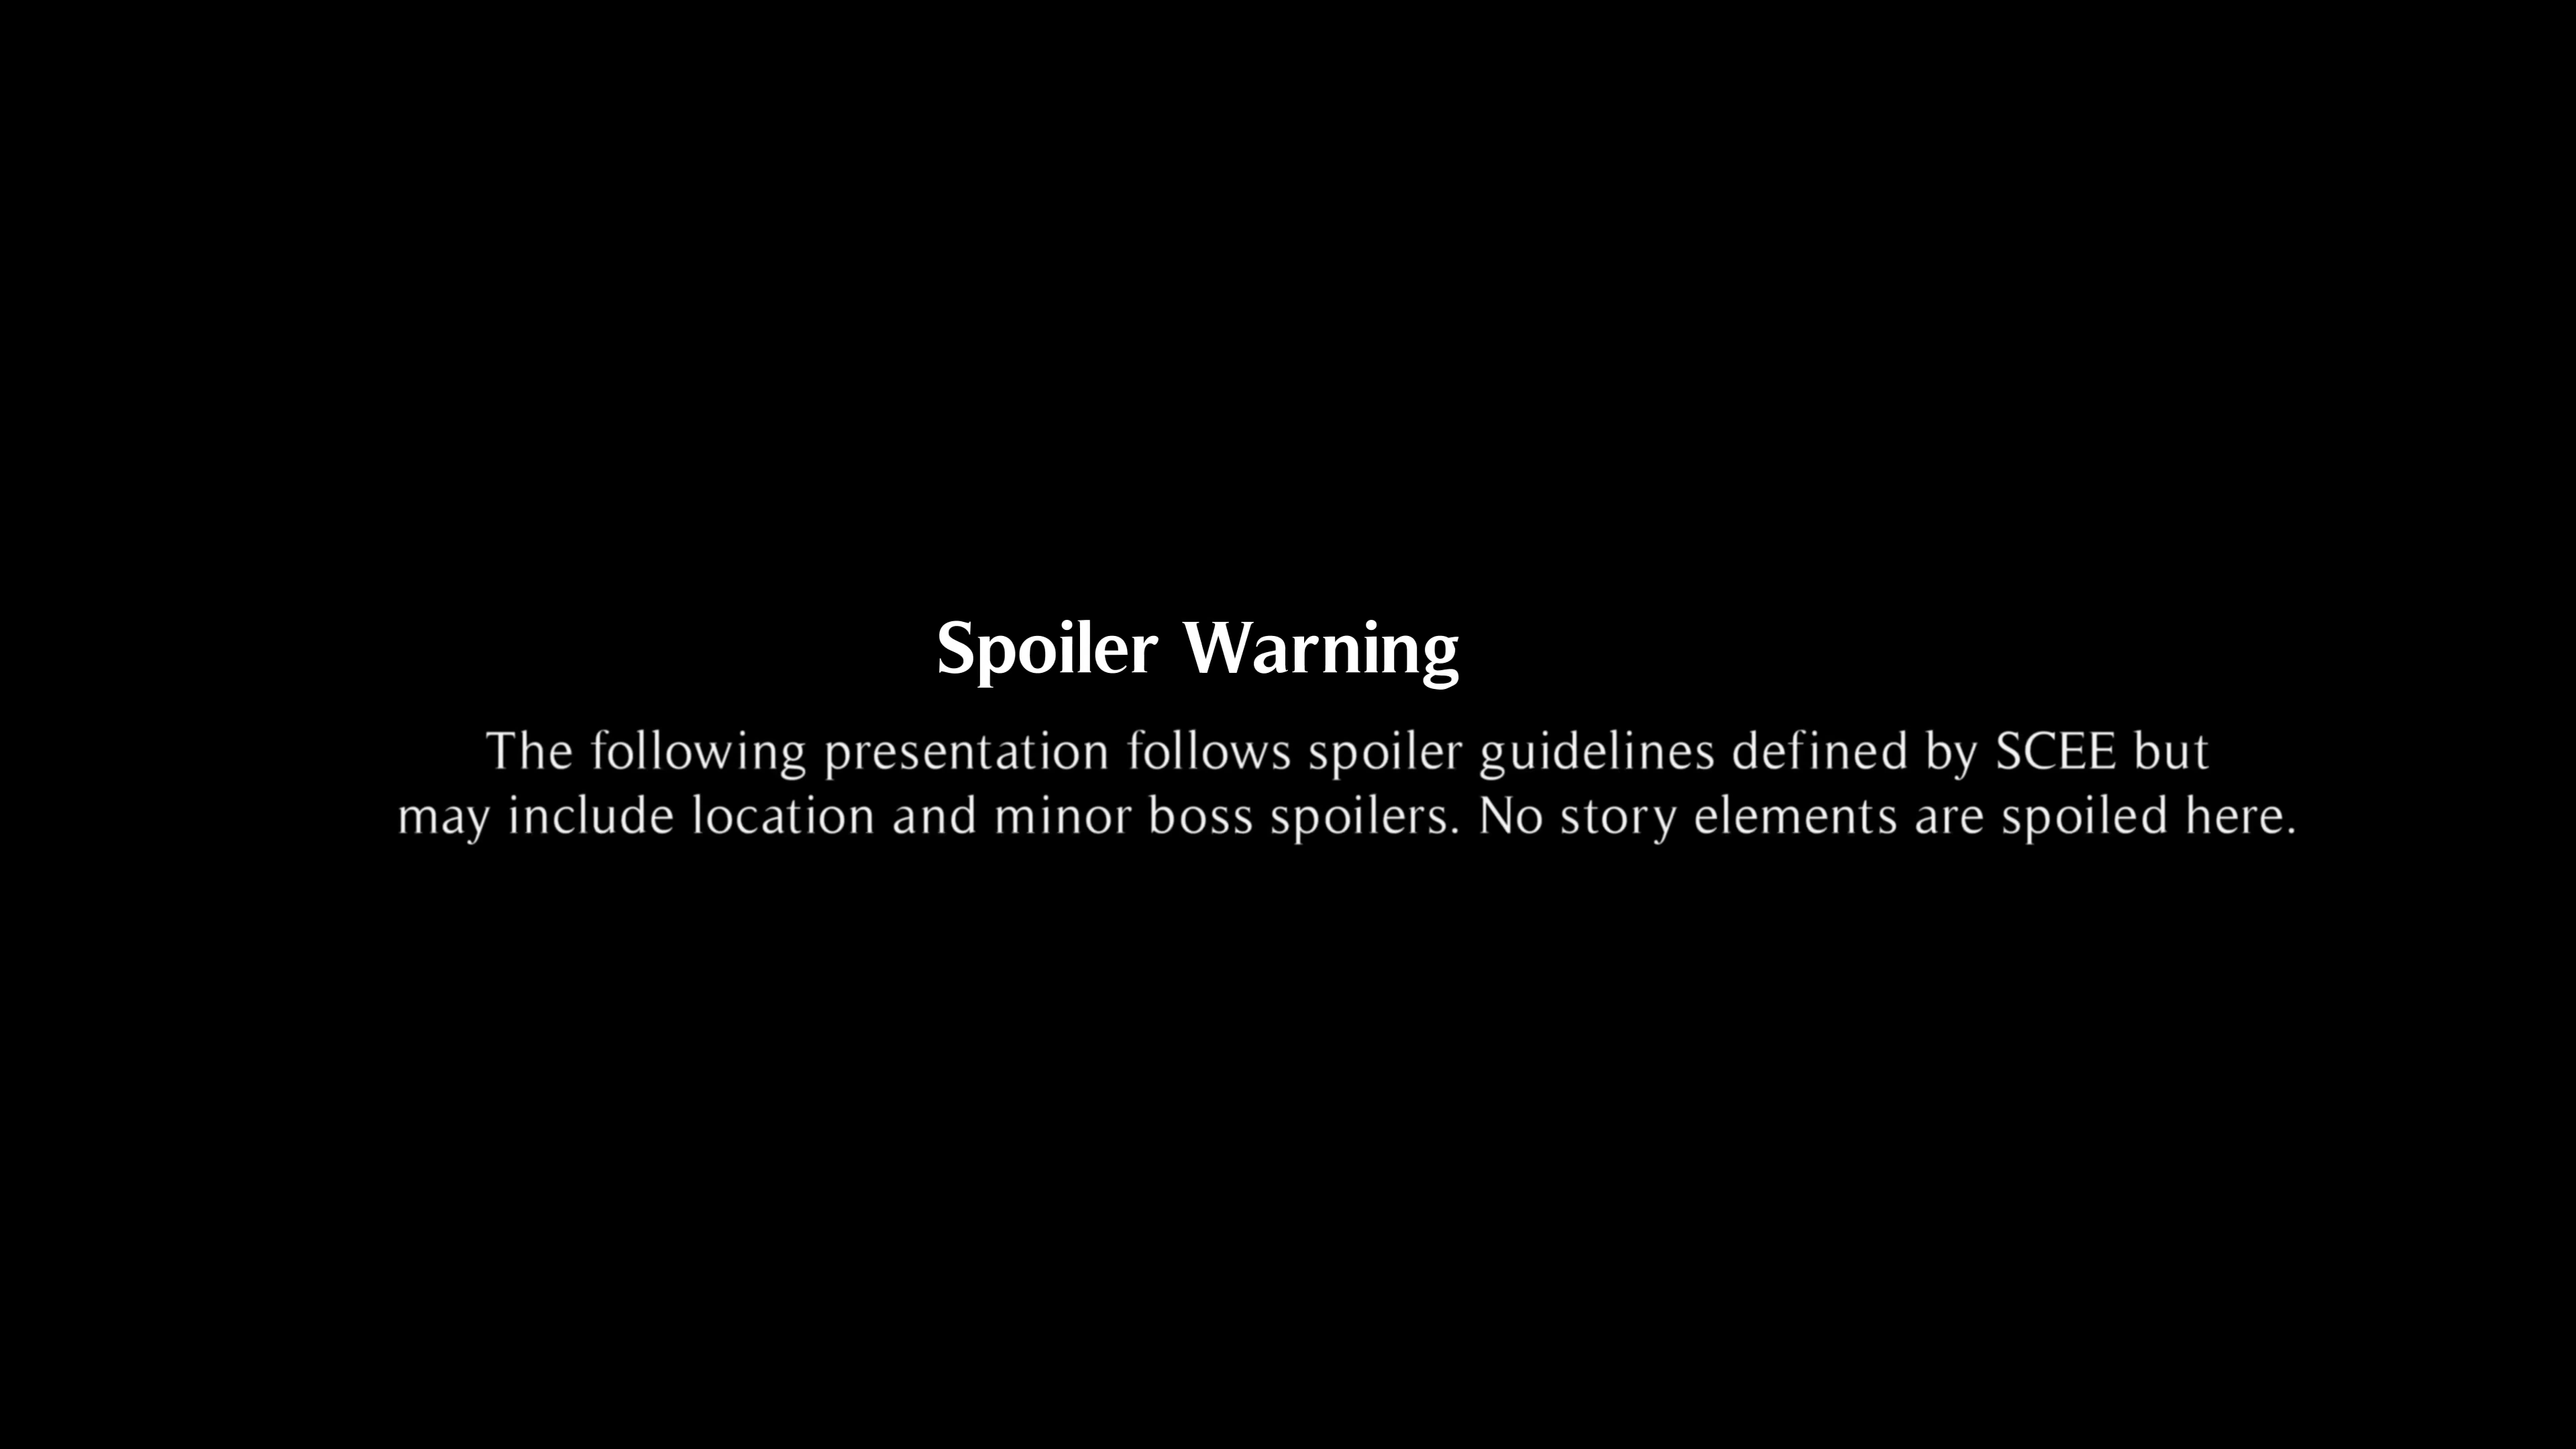 Spoiler Warning
The following presentation follows spoiler guidelines defined by SCEE but
may include location and minor boss spoilers. No story elements are spoiled here.